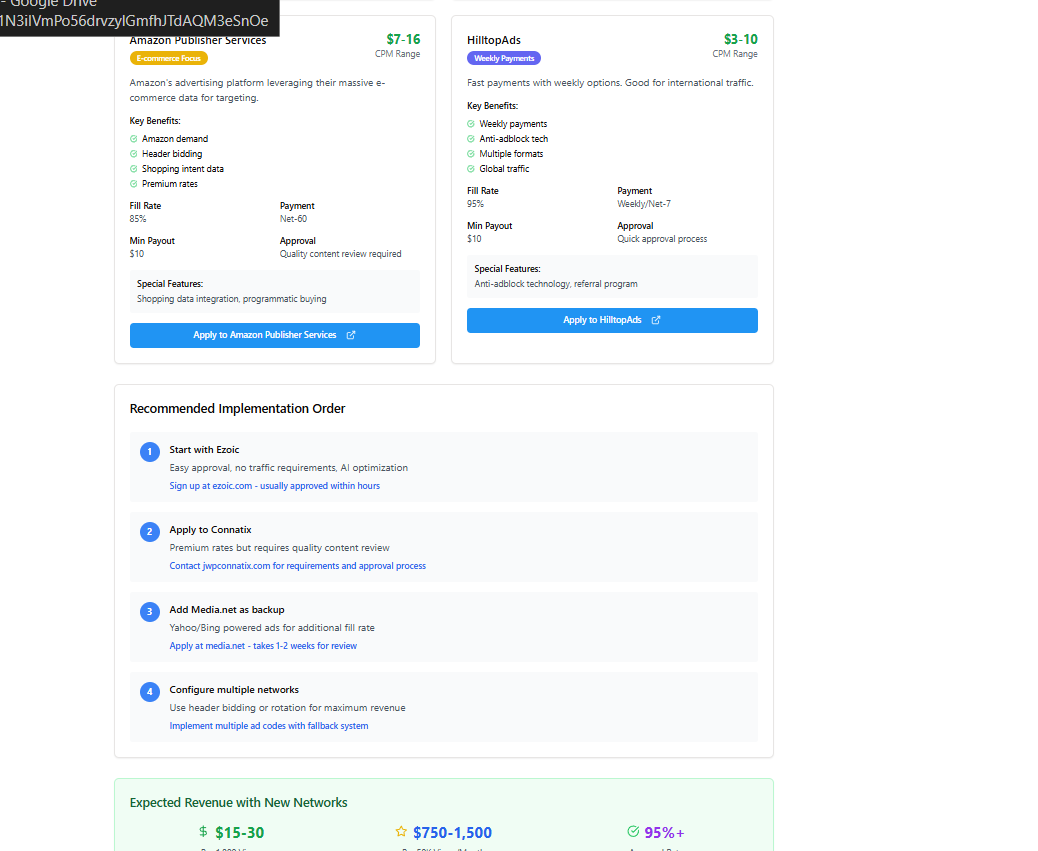 - Google Drive
Amazon Publisher Services
$7-16
E-commerce Focus
CPM Range
Amazon's advertising platform leveraging their massive e-
commerce data for targeting.
Key Benefits:
Amazon demand
Header bidding
Shopping intent data
Premium rates
Fill Rate
Payment
85%
Net-60
Min Payout
Approval
$10
Quality content review required
Special Features:
Shopping data integration, programmatic buying
Apply to Amazon Publisher Services
HilltopAds
$3-10
Weekly Payments
CPM Range
Fast payments with weekly options. Good for international traffic.
Key Benefits:
Weekly payments
Anti-adblock tech
Multiple formats
Global traffic
Fill Rate
Payment
95%
Weekly/Net-7
Min Payout
Approval
$10
Quick approval process
Special Features:
Anti-adblock technology, referral program
Apply to HilltopAds
Recommended Implementation Order
1
Start with Ezoic
Easy approval, no traffic requirements, AI optimization
Sign up at ezoic.com - usually approved within hours
2
Apply to Connatix
Premium rates but requires quality content review
Contact jwpconnatix.com for requirements and approval process
3
Add Media.net as backup
Yahoo/Bing powered ads for additional fill rate
Apply at media.net - takes 1-2 weeks for review
4
Configure multiple networks
Use header bidding or rotation for maximum revenue
Implement multiple ad codes with fallback system
Expected Revenue with New Networks
$15-30
$750-1,500
95%+